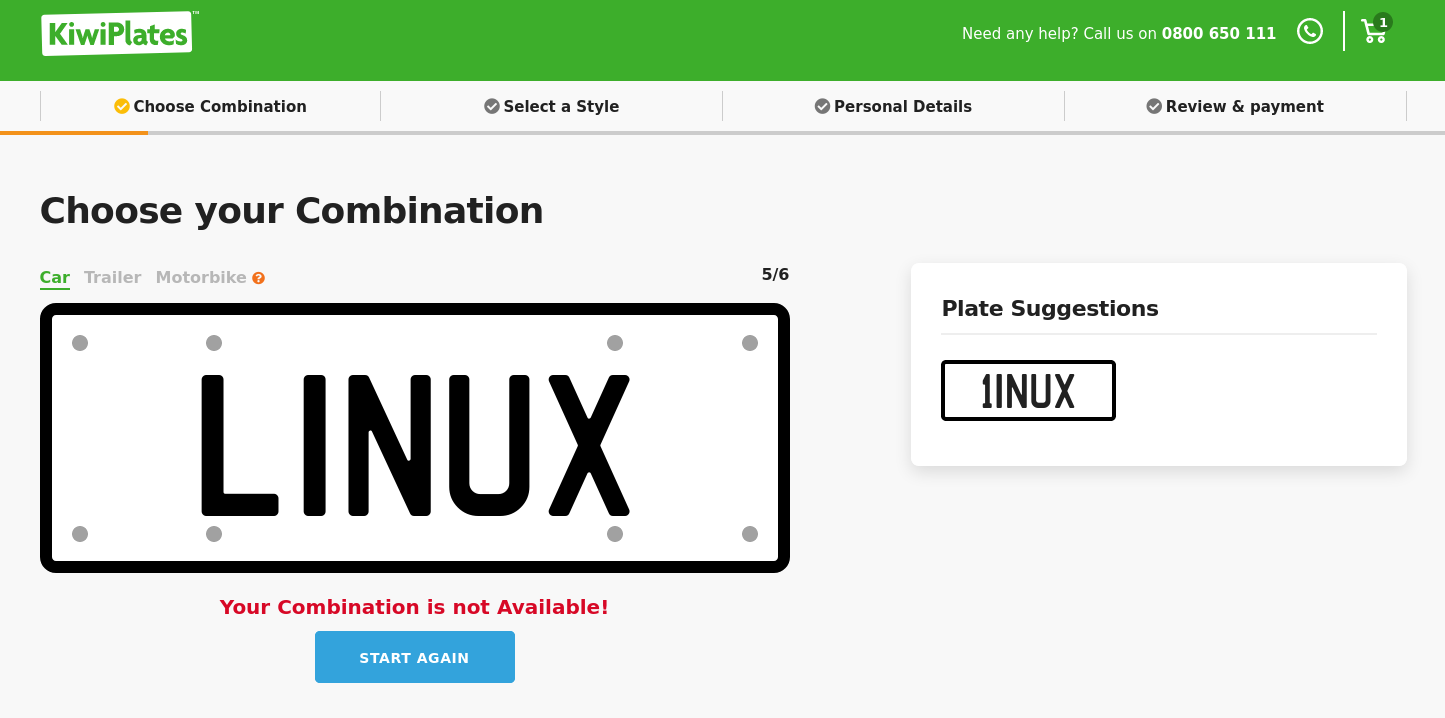 KiwiPlates™
Need any help? Call us on 0800 650 111
1
Choose Combination
Select a Style
Personal Details
Review & payment
Choose your Combination
Car Trailer Motorbike ?
5/6
LINUX
Your Combination is not Available!
START AGAIN
Plate Suggestions
1INUX